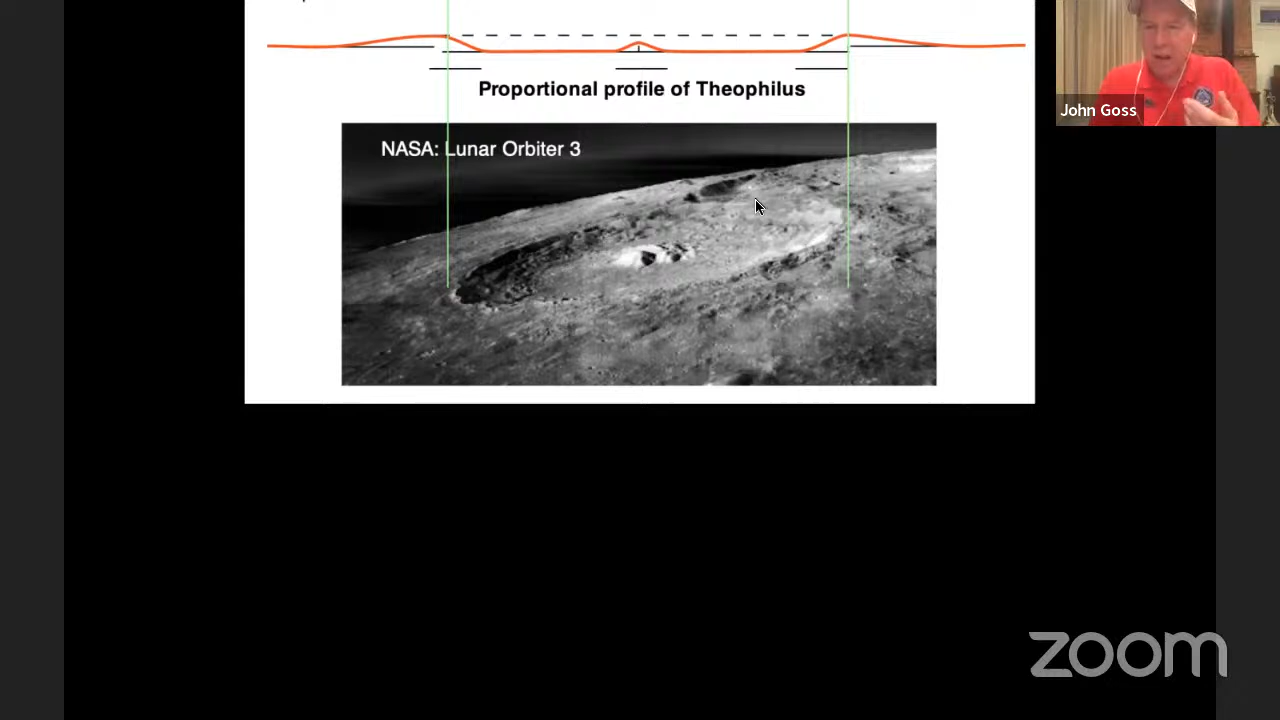 John Goss
Proportional profile of Theophilus
NASA: Lunar Orbiter 3
zoom